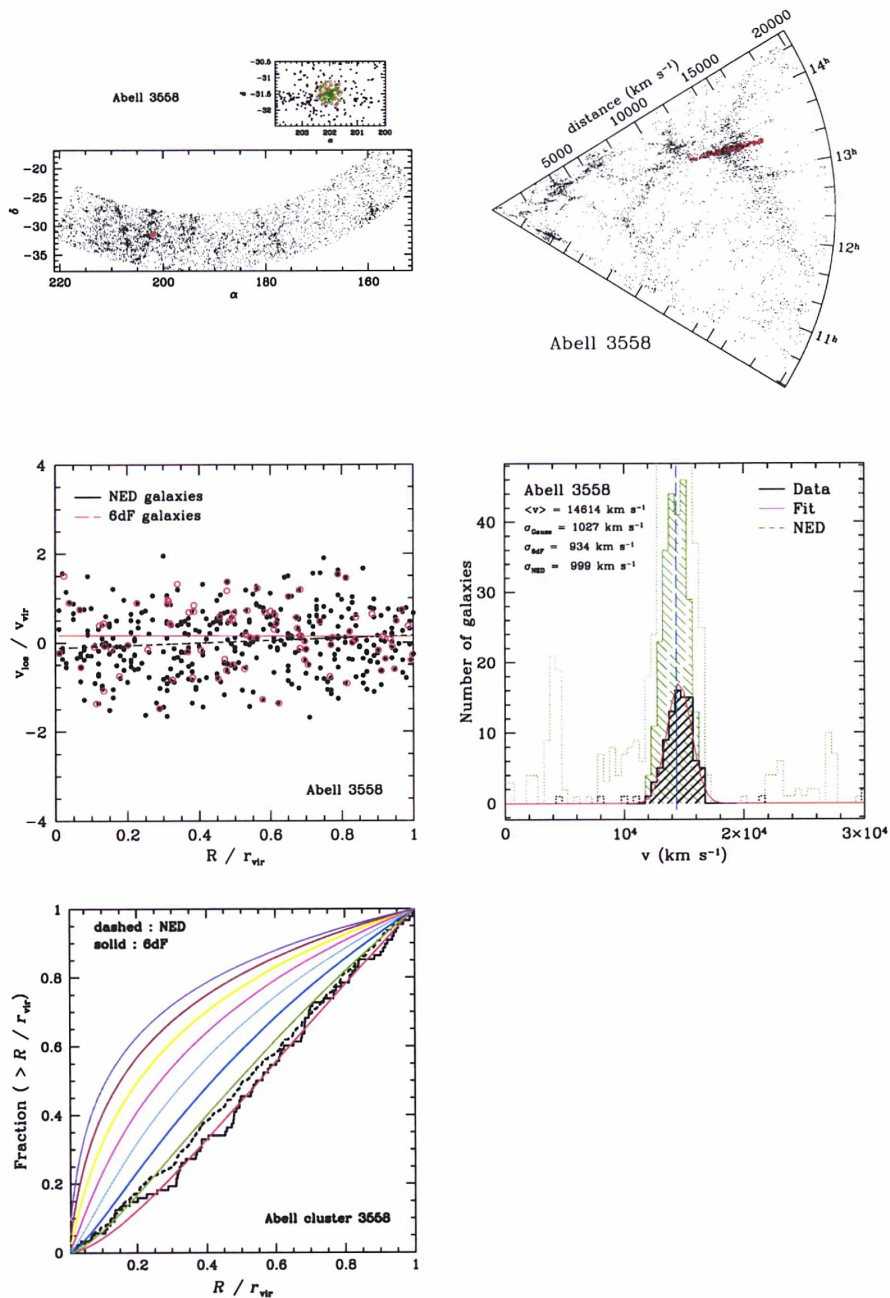 Abell 3558
-30.5
-31
-31.5
-32
δ
203 202 201 200
α
-20
-25
-30
-35
δ
220 200 180 160
α
distance (km s⁻¹)
5000 10000 15000 20000
14ʰ
13ʰ
12ʰ
11ʰ
Abell 3558
4
2
0
-2
-4
v_los / v_vir
NED galaxies
6dF galaxies
Abell 3558
0 0.2 0.4 0.6 0.8 1
R / r_vir
Abell 3558
<v> = 14614 km s⁻¹
σ_Gauss = 1027 km s⁻¹
σ_6dF = 934 km s⁻¹
σ_NED = 999 km s⁻¹
Data
Fit
NED
40
30
20
10
0
Number of galaxies
0 10⁴ 2×10⁴ 3×10⁴
v (km s⁻¹)
1
0.8
0.6
0.4
0.2
0
Fraction ( > R / r_vir)
dashed : NED
solid : 6dF
Abell cluster 3558
0.2 0.4 0.6 0.8 1
R / r_vir